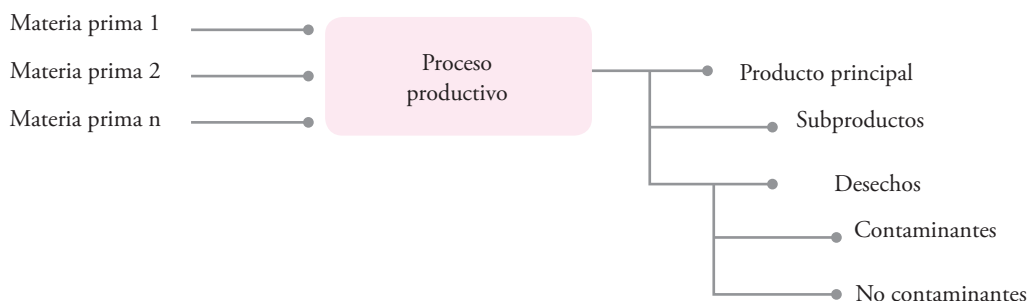 Materia prima 1
Materia prima 2
Materia prima n
Proceso
productivo
Producto principal
Subproductos
Desechos
Contaminantes
No contaminantes